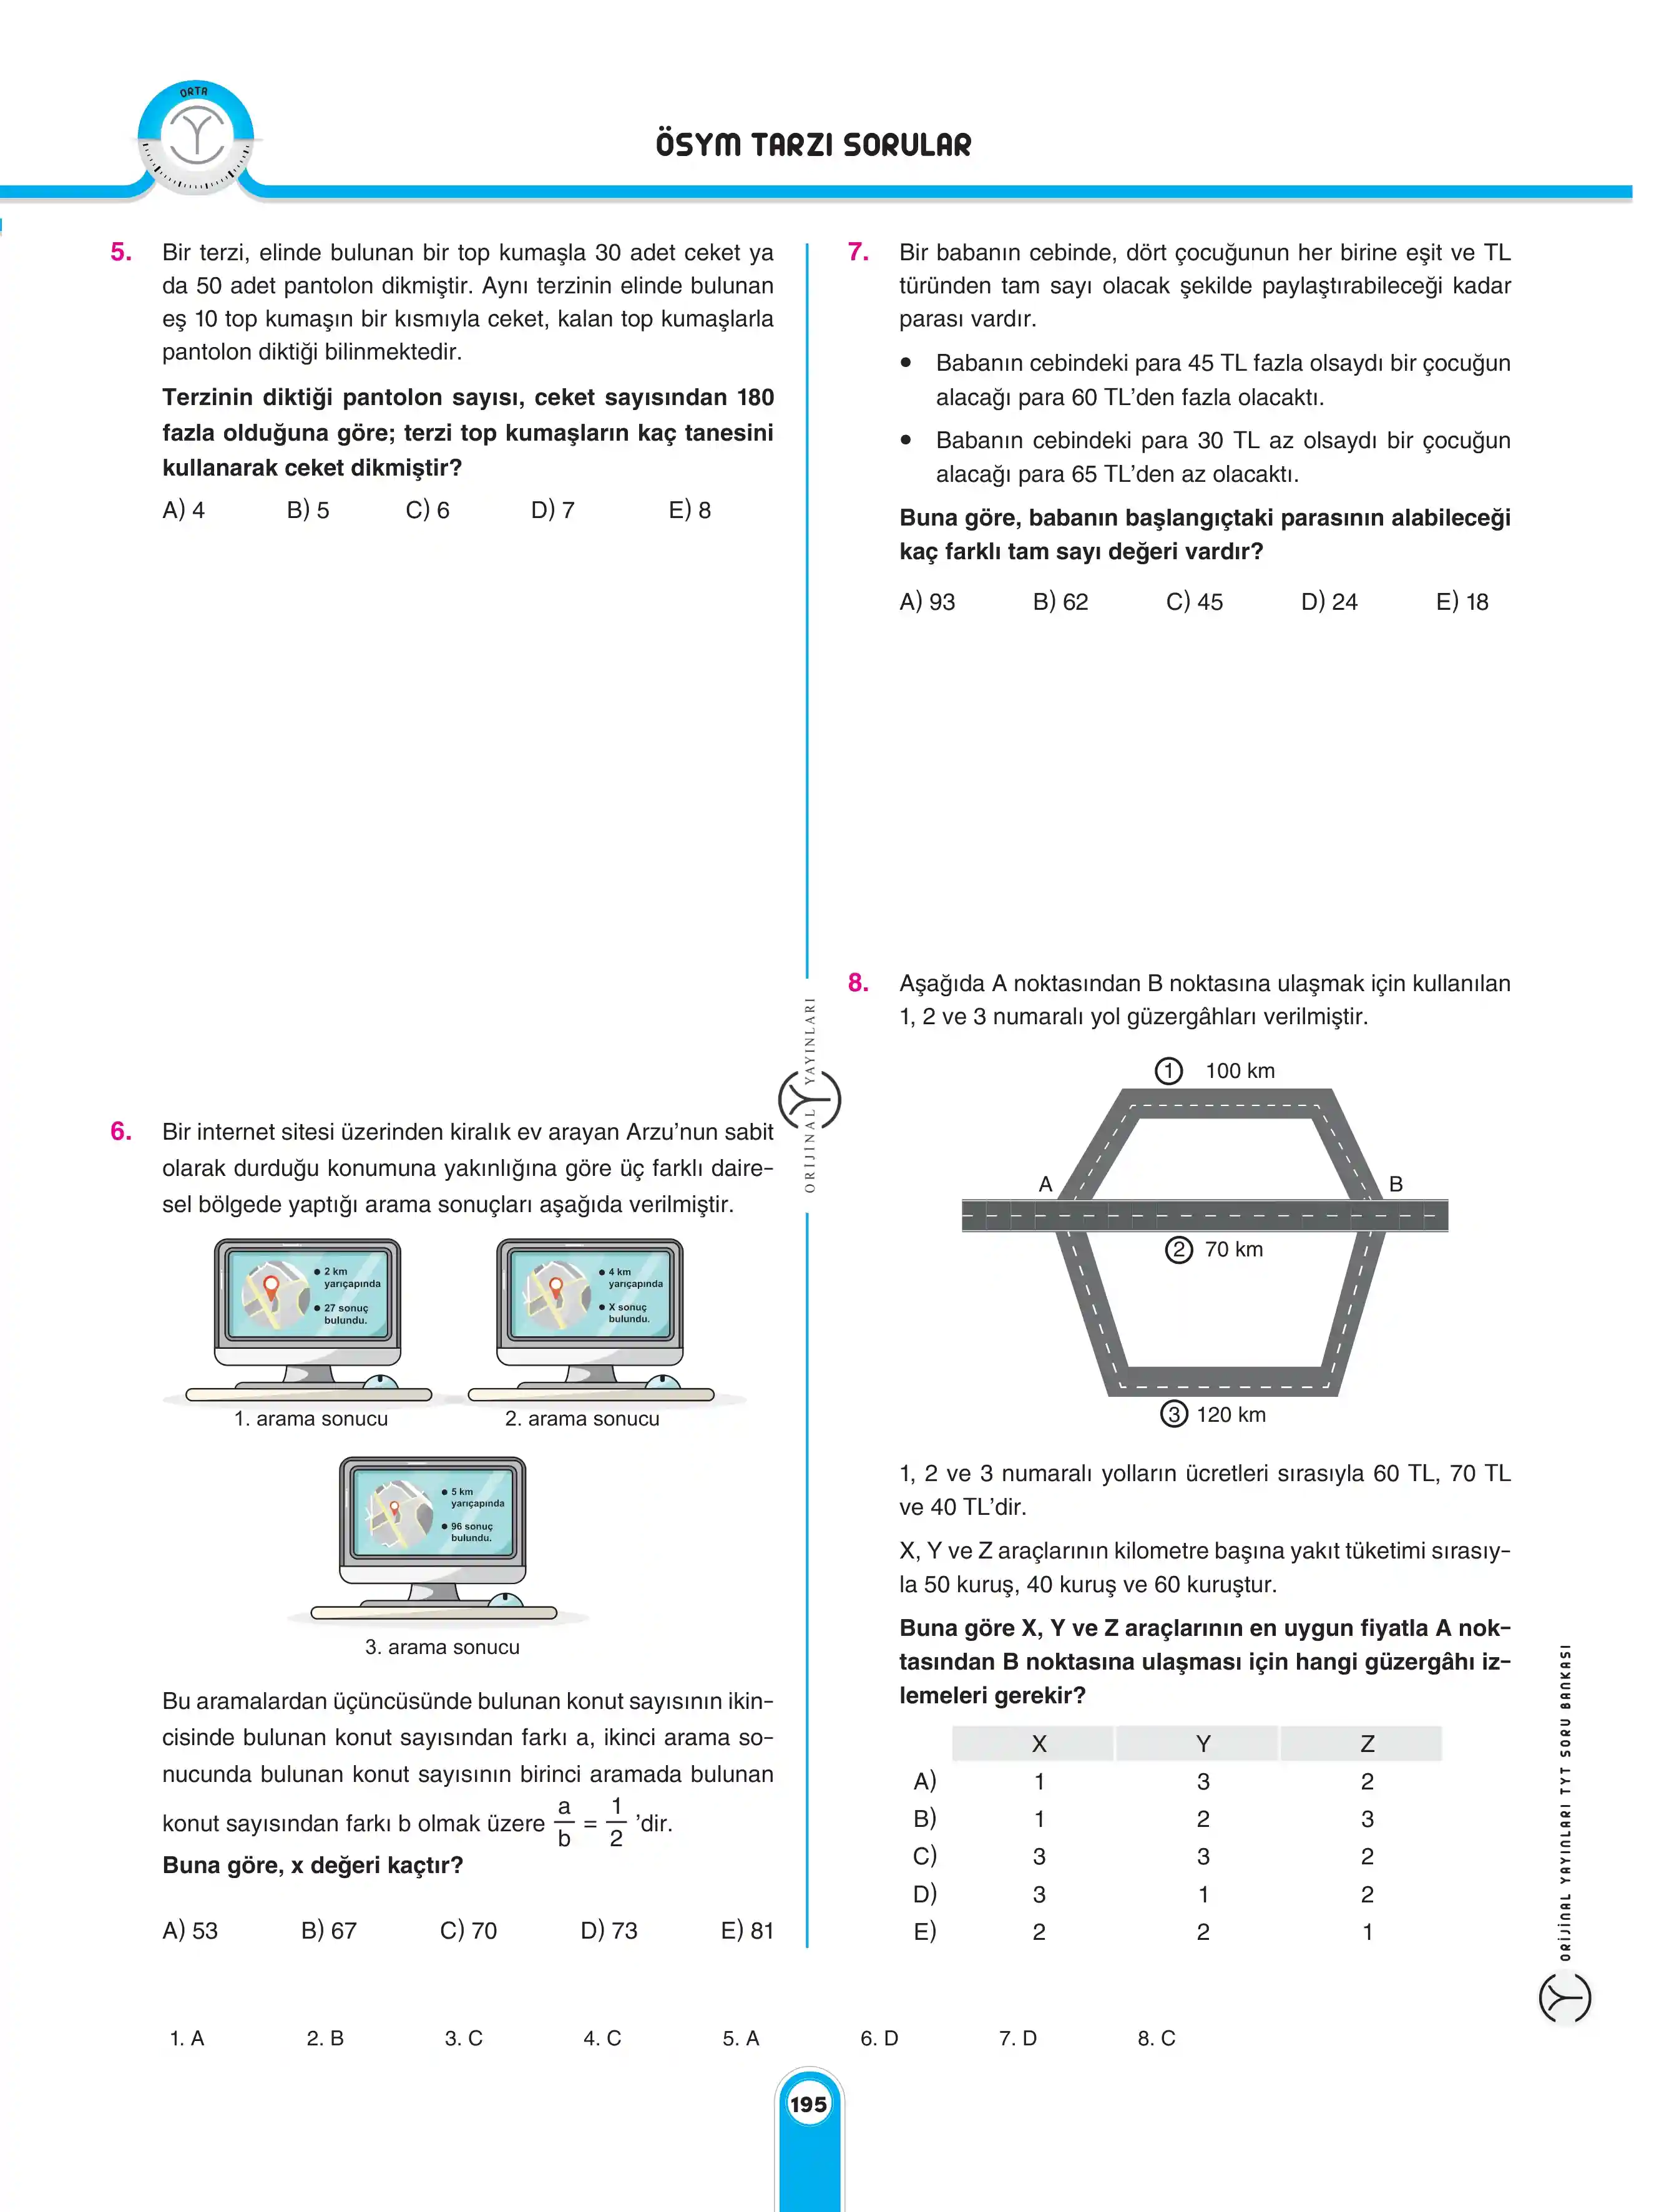 ORTA
ÖSYM TARZI SORULAR
5. Bir terzi, elinde bulunan bir top kumaşla 30 adet ceket ya
da 50 adet pantolon dikmiştir. Aynı terzinin elinde bulunan
eş 10 top kumaşın bir kısmıyla ceket, kalan top kumaşlarla
pantolon diktiği bilinmektedir.
Terzinin diktiği pantolon sayısı, ceket sayısından 180
fazla olduğuna göre; terzi top kumaşların kaç tanesini
kullanarak ceket dikmiştir?
A) 4 B) 5 C) 6 D) 7 E) 8
6. Bir internet sitesi üzerinden kiralık ev arayan Arzu’nun sabit
olarak durduğu konumuna yakınlığına göre üç farklı daire-
sel bölgede yaptığı arama sonuçları aşağıda verilmiştir.
• 2 km
yarıçapında
• 27 sonuç
bulundu.
1. arama sonucu
• 4 km
yarıçapında
• X sonuç
bulundu.
2. arama sonucu
• 5 km
yarıçapında
• 96 sonuç
bulundu.
3. arama sonucu
Bu aramalardan üçüncüsünde bulunan konut sayısının ikin-
cisinde bulunan konut sayısından farkı a, ikinci arama so-
nucunda bulunan konut sayısının birinci aramada bulunan
konut sayısından farkı b olmak üzere a/b = 1/2 ’dir.
Buna göre, x değeri kaçtır?
A) 53 B) 67 C) 70 D) 73 E) 81
ORİJİNAL YAYINLARI
7. Bir babanın cebinde, dört çocuğunun her birine eşit ve TL
türünden tam sayı olacak şekilde paylaştırabileceği kadar
parası vardır.
• Babanın cebindeki para 45 TL fazla olsaydı bir çocuğun
alacağı para 60 TL’den fazla olacaktı.
• Babanın cebindeki para 30 TL az olsaydı bir çocuğun
alacağı para 65 TL’den az olacaktı.
Buna göre, babanın başlangıçtaki parasının alabileceği
kaç farklı tam sayı değeri vardır?
A) 93 B) 62 C) 45 D) 24 E) 18
8. Aşağıda A noktasından B noktasına ulaşmak için kullanılan
1, 2 ve 3 numaralı yol güzergâhları verilmiştir.
1 100 km
A B
2 70 km
3 120 km
1, 2 ve 3 numaralı yolların ücretleri sırasıyla 60 TL, 70 TL
ve 40 TL’dir.
X, Y ve Z araçlarının kilometre başına yakıt tüketimi sırasıy-
la 50 kuruş, 40 kuruş ve 60 kuruştur.
Buna göre X, Y ve Z araçlarının en uygun fiyatla A nok-
tasından B noktasına ulaşması için hangi güzergâhı iz-
lemeleri gerekir?
X Y Z
A) 1 3 2
B) 1 2 3
C) 3 3 2
D) 3 1 2
E) 2 2 1
ORİJİNAL YAYINLARI TYT SORU BANKASI
1. A 2. B 3. C 4. C 5. A 6. D 7. D 8. C
195